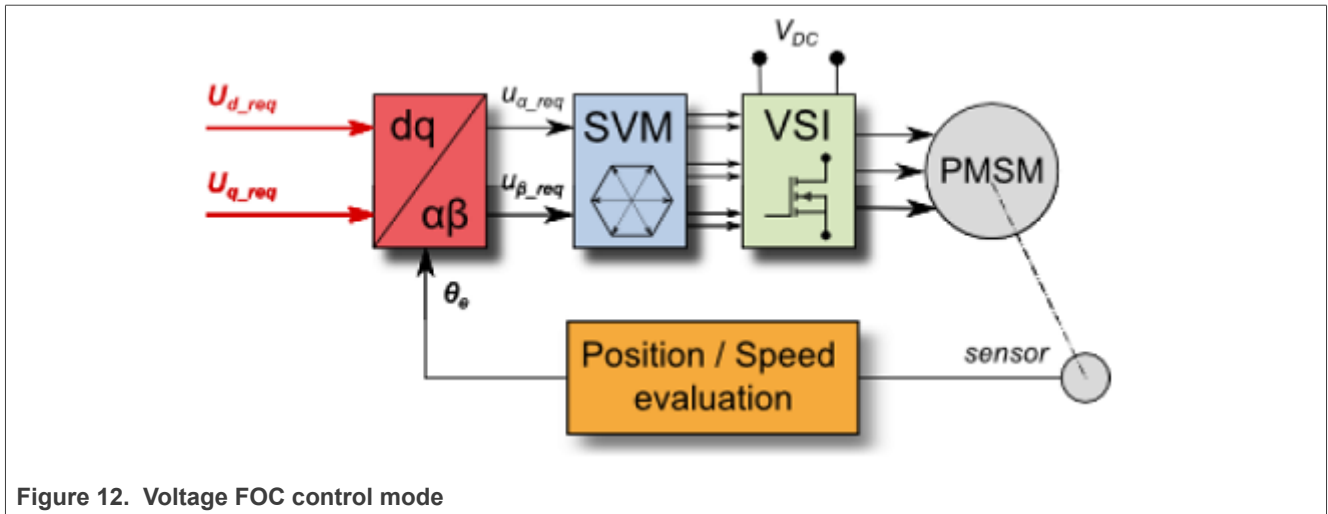 V_DC
U_d_req
u_α_req
dq
αβ
SVM
VSI
PMSM
U_q_req
u_β_req
θ_e
Position / Speed
evaluation
sensor
Figure 12. Voltage FOC control mode